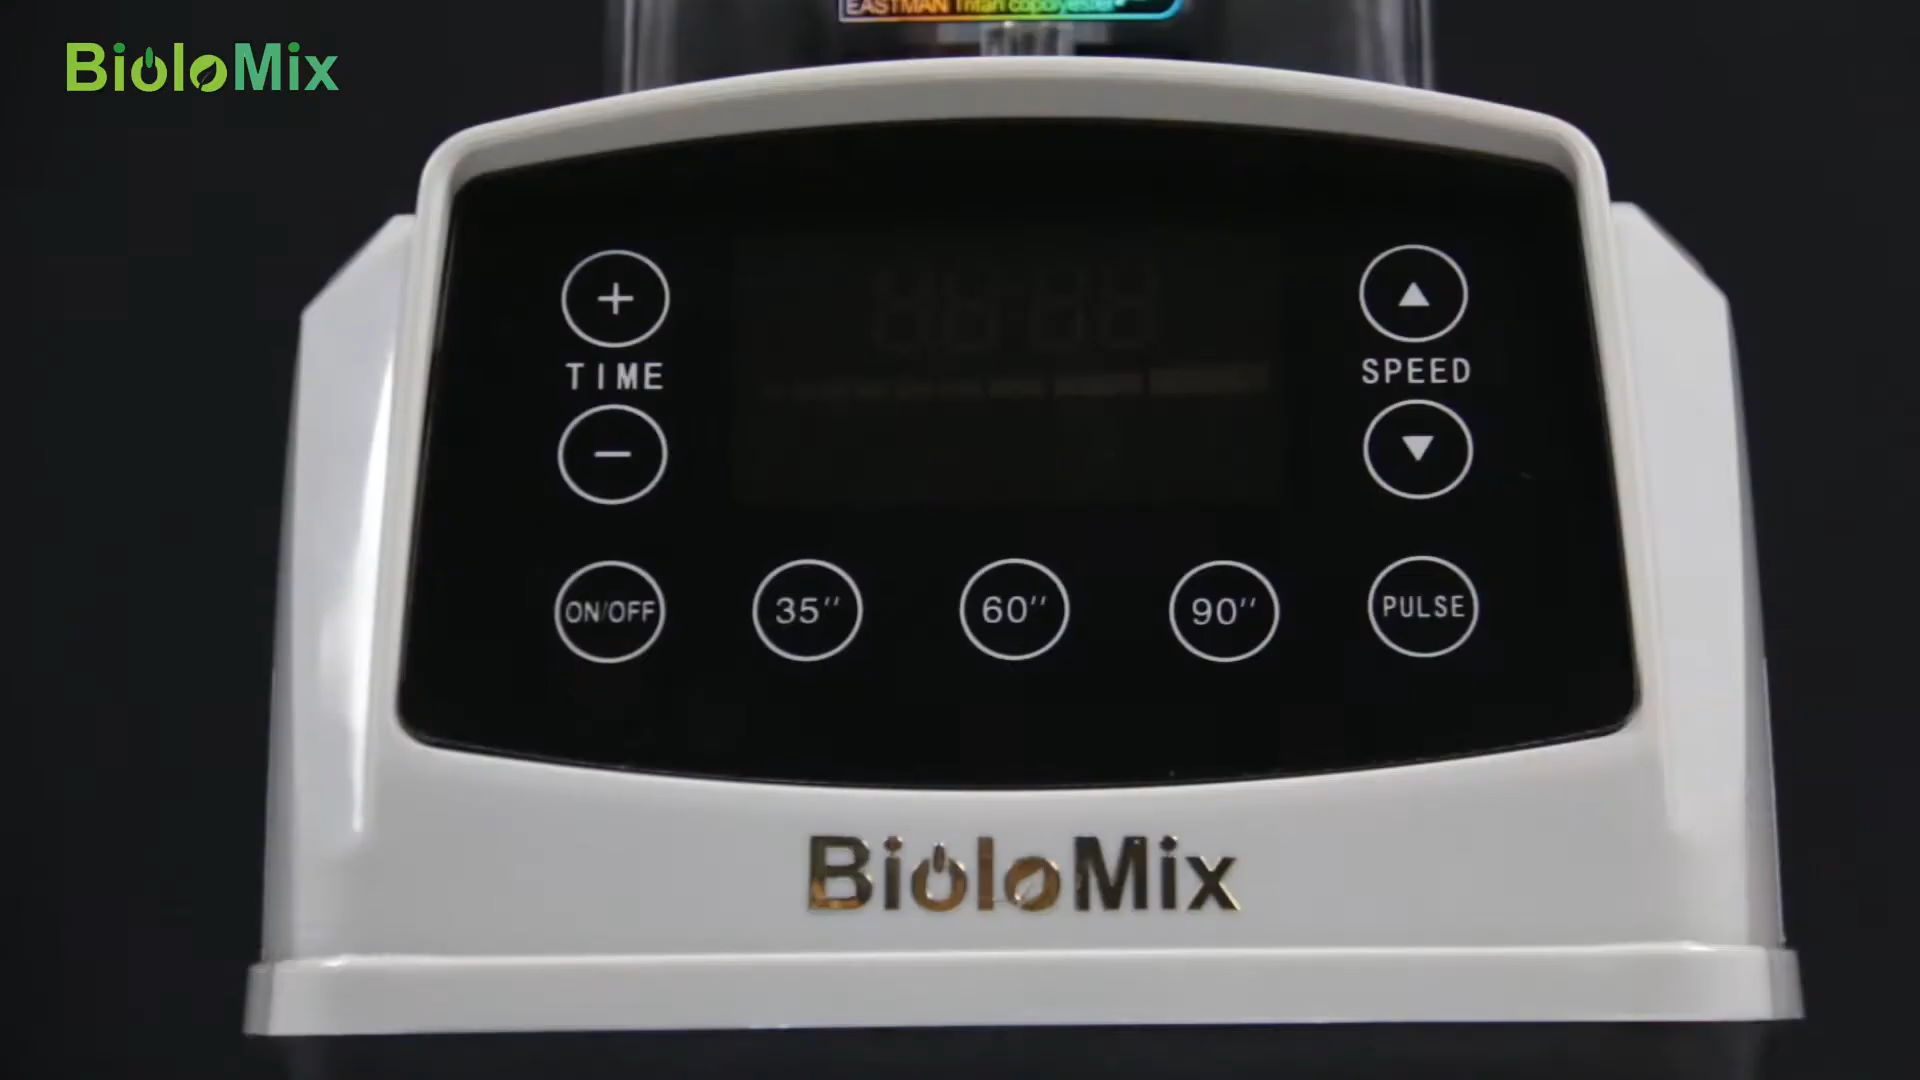 EASTMAN Tritan copolyester
BioloMix
+
TIME
−
▲
SPEED
▼
ON/OFF
35''
60''
90''
PULSE
BioloMix